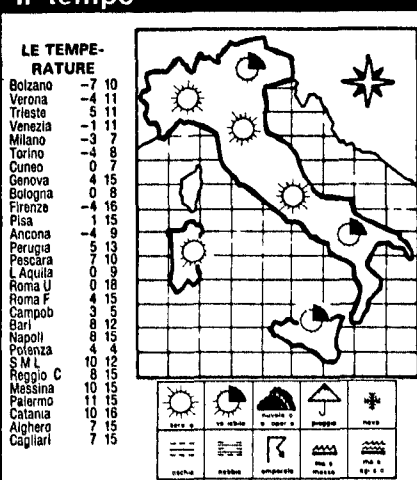 Il tempo
LE TEMPE-
RATURE
Bolzano -7 10
Verona -4 11
Trieste 5 11
Venezia -1 11
Milano -3 7
Torino -4 8
Cuneo 0 7
Genova 4 15
Bologna 0 8
Firenze -4 16
Pisa 1 15
Ancona -4 9
Perugia 5 13
Pescara 7 10
L Aquila 0 9
Roma U 0 18
Roma F 4 15
Campob 3 5
Bari 8 12
Napoli 8 15
Potenza 4 4
S M L 10 12
Reggio C 8 15
Messina 10 15
Palermo 11 15
Catania 10 16
Alghero 7 15
Cagliari 7 15
pioggia neve
nebbia temporale
mosso